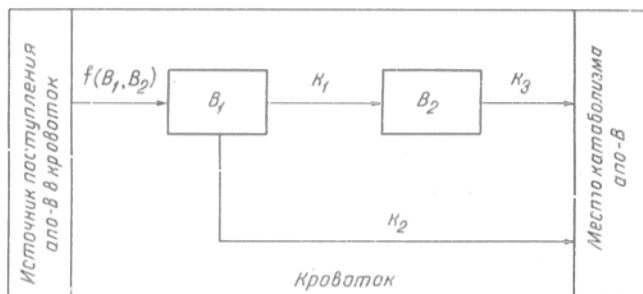 Источник поступления
апо-В в кровоток
f(B₁, B₂)
B₁
K₁
B₂
K₃
K₂
Кровоток
Место катаболизма
апо-В